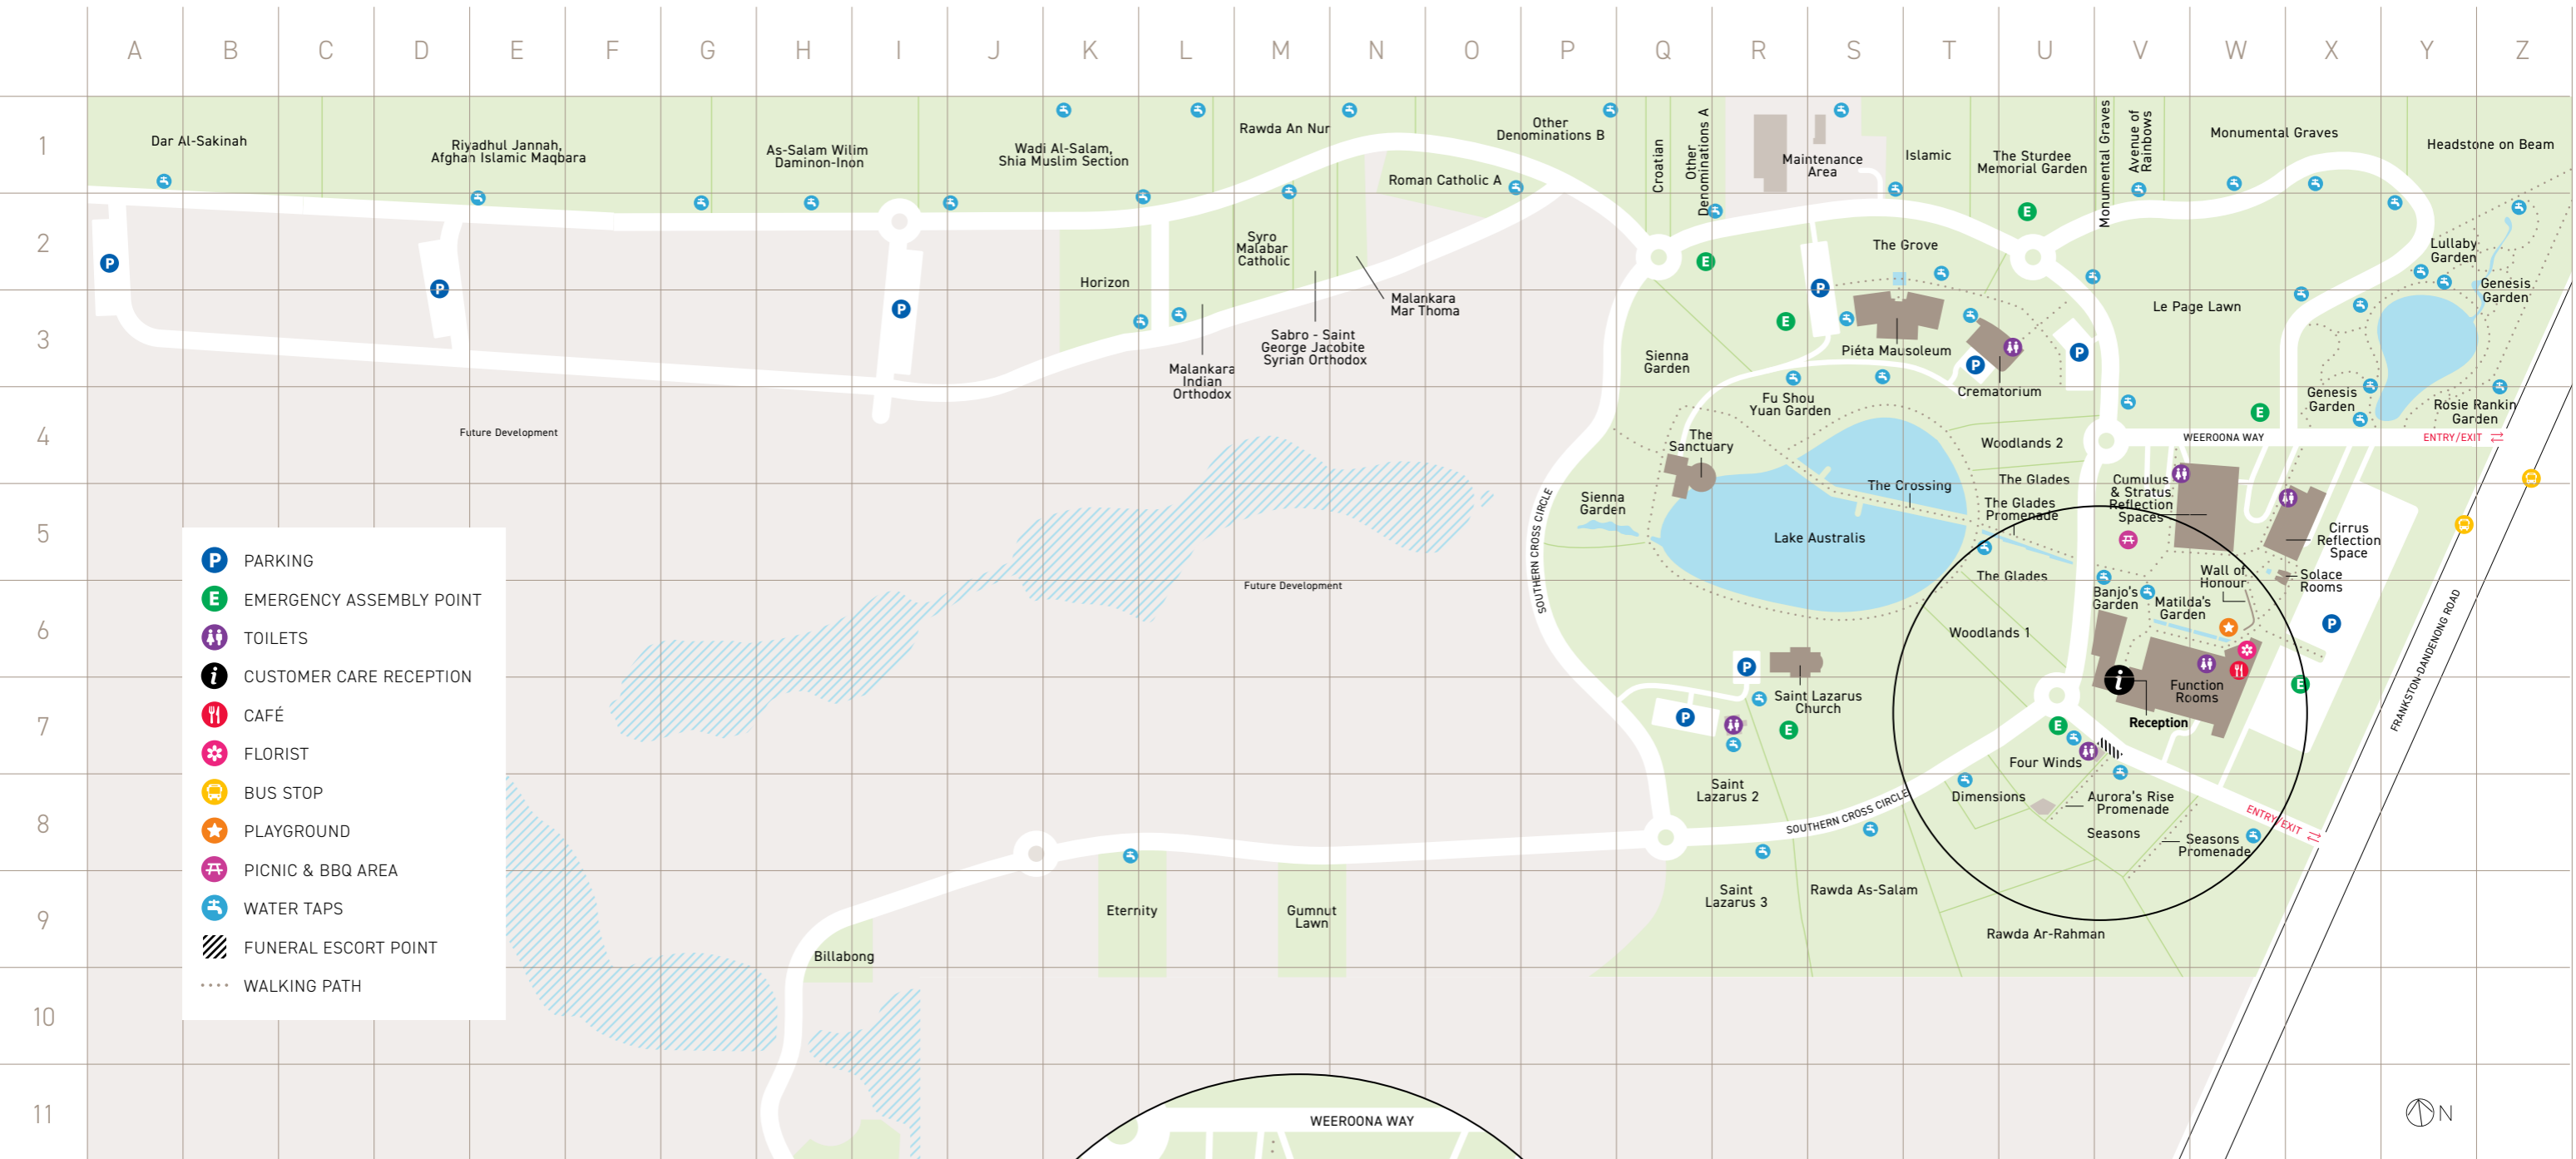 A B C D E F G H I J K L M N O P Q R S T U V W X Y Z
1
2
3
4
5
6
7
8
9
10
11
Dar Al-Sakinah
Riyadhul Jannah,
Afghan Islamic Maqbara
As-Salam Wilim
Daminon-Inon
Wadi Al-Salam,
Shia Muslim Section
Rawda An Nur
Other
Denominations B
Roman Catholic A
Croatian
Other
Denominations A
Maintenance
Area
Islamic
The Sturdee
Memorial Garden
Monumental Graves
Avenue of
Rainbows
Monumental Graves
Headstone on Beam
Syro
Malabar
Catholic
Horizon
Malankara
Mar Thoma
Sabro - Saint
George Jacobite
Syrian Orthodox
Malankara
Indian
Orthodox
The Grove
Lullaby
Garden
Genesis
Garden
Le Page Lawn
Piéta Mausoleum
Sienna
Garden
Crematorium
Fu Shou
Yuan Garden
Genesis
Garden
Rosie Rankin
Garden
WEEROONA WAY
ENTRY/EXIT
Future Development
The
Sanctuary
Woodlands 2
The Glades
The Crossing
The Glades
Promenade
Cumulus
& Stratus
Reflection
Spaces
Sienna
Garden
SOUTHERN CROSS CIRCLE
Lake Australis
Cirrus
Reflection
Space
The Glades
Wall of
Honour
Solace
Rooms
Future Development
Banjo's
Garden
Matilda's
Garden
Woodlands 1
FRANKSTON-DANDENONG ROAD
P PARKING
E EMERGENCY ASSEMBLY POINT
TOILETS
i CUSTOMER CARE RECEPTION
CAFÉ
FLORIST
BUS STOP
PLAYGROUND
PICNIC & BBQ AREA
WATER TAPS
FUNERAL ESCORT POINT
WALKING PATH
Saint Lazarus
Church
Function
Rooms
Reception
Four Winds
Saint
Lazarus 2
Dimensions
Aurora's Rise
Promenade
SOUTHERN CROSS CIRCLE
ENTRY/EXIT
Seasons
Seasons
Promenade
Saint
Lazarus 3
Rawda As-Salam
Eternity
Gumnut
Lawn
Rawda Ar-Rahman
Billabong
WEEROONA WAY
N